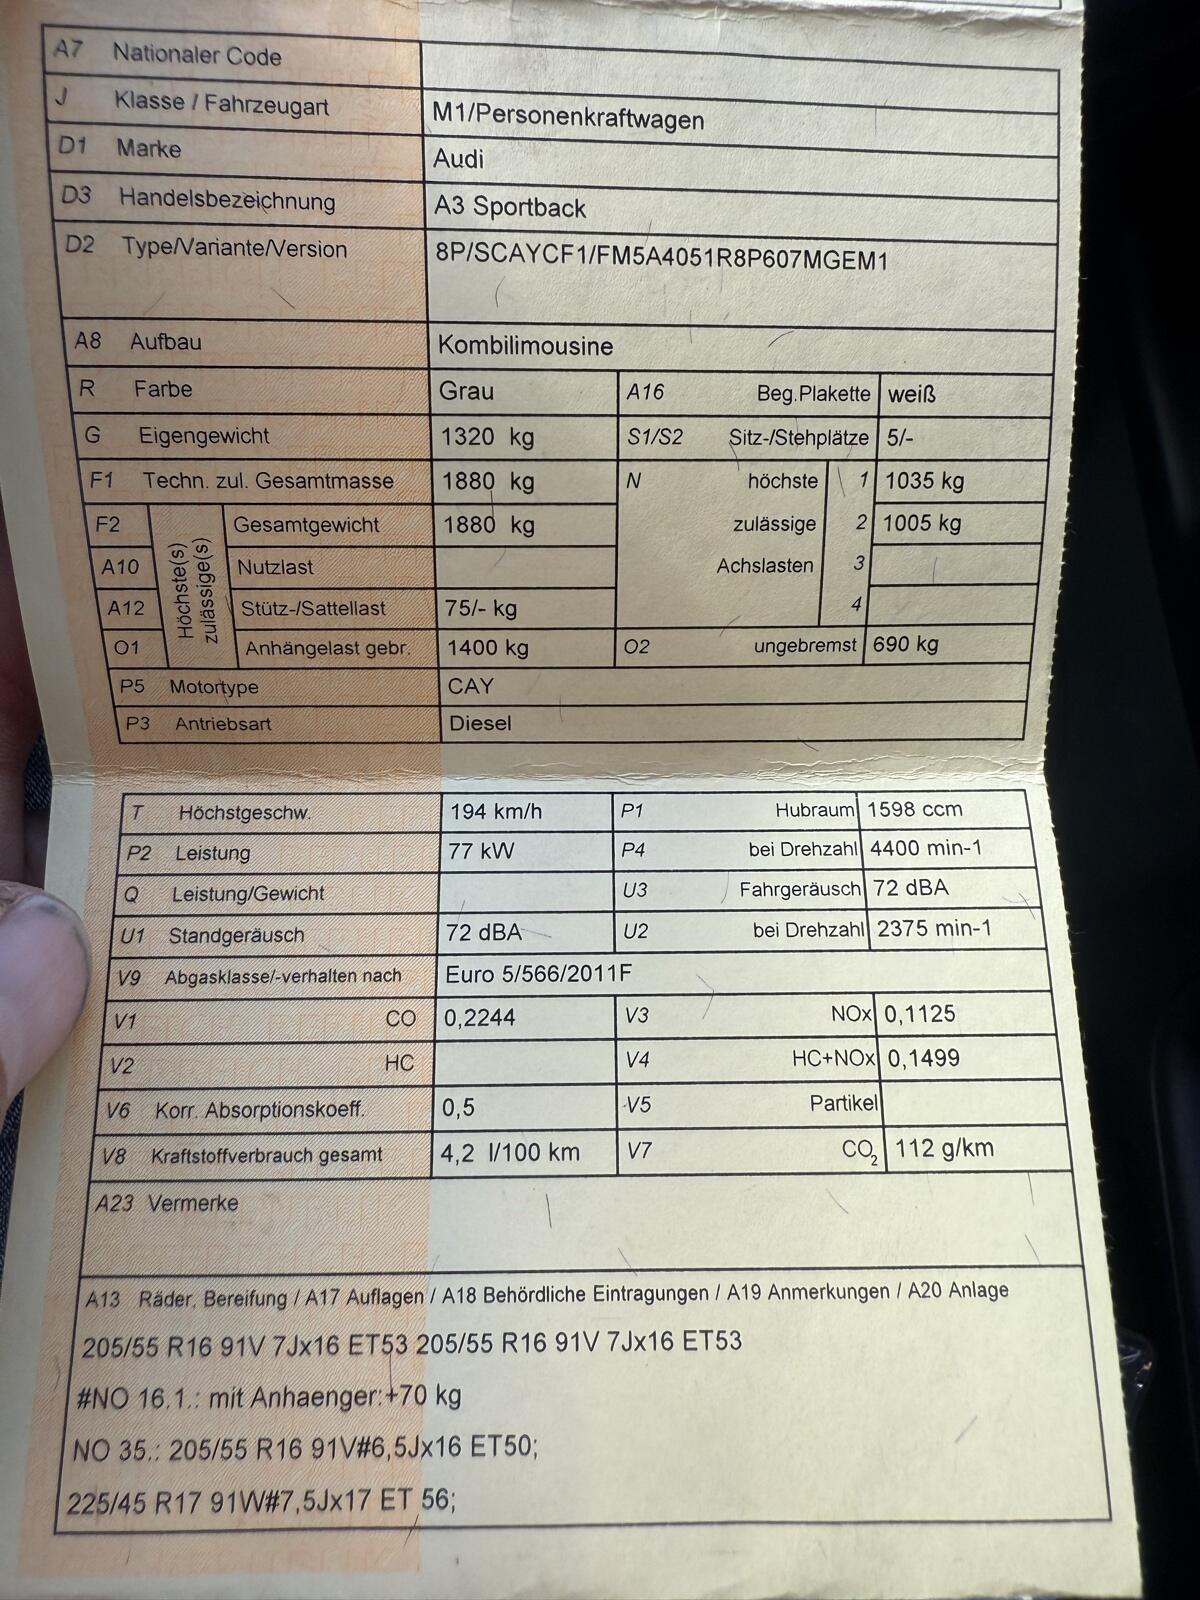 A7 Nationaler Code
J Klasse / Fahrzeugart M1/Personenkraftwagen
D1 Marke Audi
D3 Handelsbezeichnung A3 Sportback
D2 Type/Variante/Version 8P/SCAYCF1/FM5A4051R8P607MGEM1
A8 Aufbau Kombilimousine
R Farbe Grau A16 Beg.Plakette weiß
G Eigengewicht 1320 kg S1/S2 Sitz-/Stehplätze 5/-
F1 Techn. zul. Gesamtmasse 1880 kg N höchste 1 1035 kg
F2 Höchste(s) zulässige(s) Gesamtgewicht 1880 kg zulässige 2 1005 kg
A10 Nutzlast Achslasten 3
A12 Stütz-/Sattellast 75/- kg 4
O1 Anhängelast gebr. 1400 kg O2 ungebremst 690 kg
P5 Motortype CAY
P3 Antriebsart Diesel
T Höchstgeschw. 194 km/h P1 Hubraum 1598 ccm
P2 Leistung 77 kW P4 bei Drehzahl 4400 min-1
Q Leistung/Gewicht U3 Fahrgeräusch 72 dBA
U1 Standgeräusch 72 dBA U2 bei Drehzahl 2375 min-1
V9 Abgasklasse/-verhalten nach Euro 5/566/2011F
V1 CO 0,2244 V3 NOx 0,1125
V2 HC V4 HC+NOx 0,1499
V6 Korr. Absorptionskoeff. 0,5 V5 Partikel
V8 Kraftstoffverbrauch gesamt 4,2 l/100 km V7 CO2 112 g/km
A23 Vermerke
A13 Räder, Bereifung / A17 Auflagen / A18 Behördliche Eintragungen / A19 Anmerkungen / A20 Anlage
205/55 R16 91V 7Jx16 ET53 205/55 R16 91V 7Jx16 ET53
#NO 16.1.: mit Anhaenger:+70 kg
NO 35.: 205/55 R16 91V#6,5Jx16 ET50;
225/45 R17 91W#7,5Jx17 ET 56;